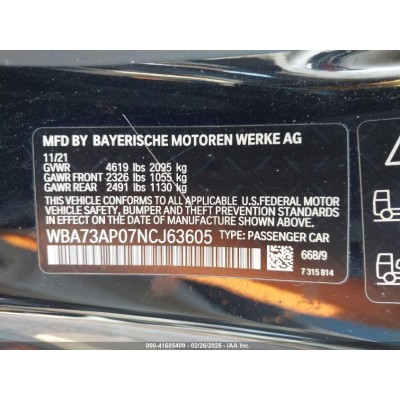 MFD BY BAYERISCHE MOTOREN WERKE AG
11/21
GVWR 4619 lbs 2095 kg
GAWR FRONT 2326 lbs 1055 kg
GAWR REAR 2491 lbs 1130 kg
THIS VEHICLE CONFORMS TO ALL APPLICABLE U.S.FEDERAL MOTOR
VEHICLE SAFETY, BUMPER, AND THEFT PREVENTION STANDARDS
IN EFFECT ON THE DATE OF MANUFACTURE SHOWN ABOVE.
WBA73AP07NCJ63605 TYPE: PASSENGER CAR
668/9
7 315 814
000-41685409 - 02/26/2025 - IAA Inc.